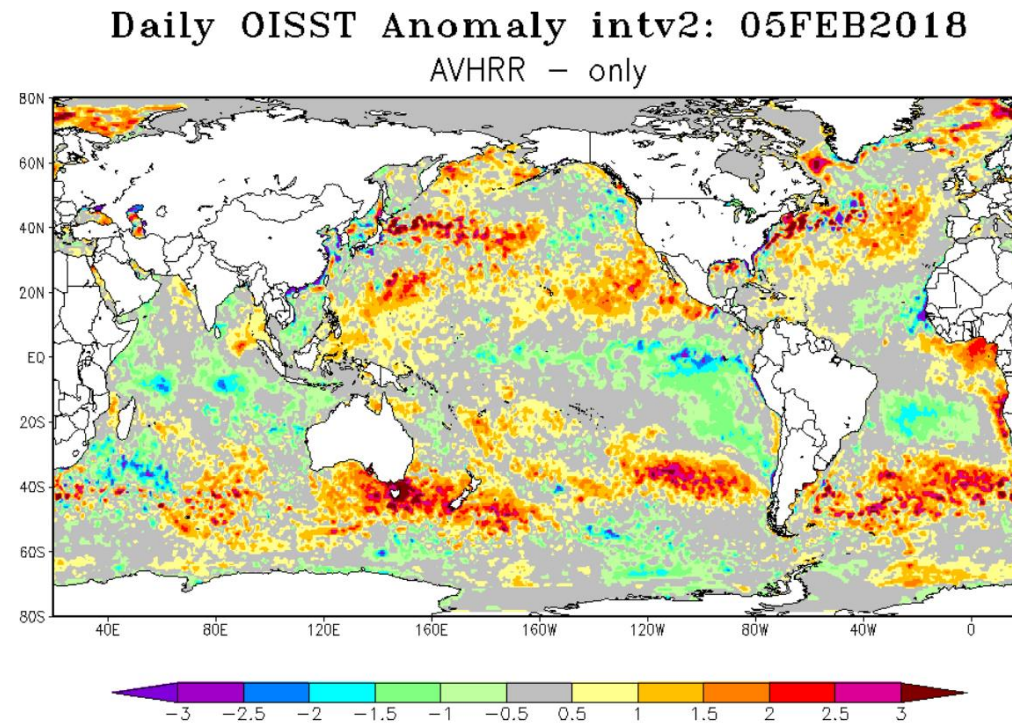 Daily OISST Anomaly intv2: 05FEB2018
AVHRR – only
80N
60N
40N
20N
EQ
20S
40S
60S
80S
40E 80E 120E 160E 160W 120W 80W 40W 0
-3 -2.5 -2 -1.5 -1 -0.5 0.5 1 1.5 2 2.5 3